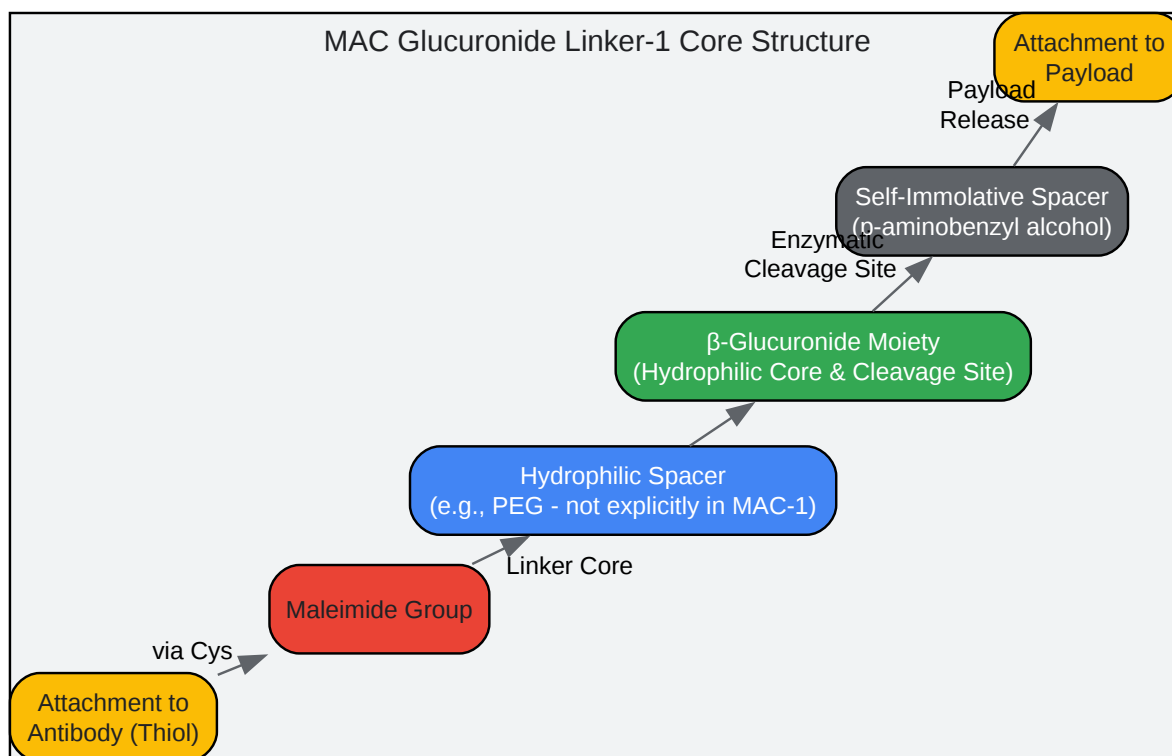 MAC Glucuronide Linker-1 Core Structure
Attachment to
Payload
Payload
Release
Self-Immolative Spacer
(p-aminobenzyl alcohol)
Enzymatic
Cleavage Site
β-Glucuronide Moiety
(Hydrophilic Core & Cleavage Site)
Hydrophilic Spacer
(e.g., PEG - not explicitly in MAC-1)
Linker Core
Maleimide Group
via Cys
Attachment to
Antibody (Thiol)